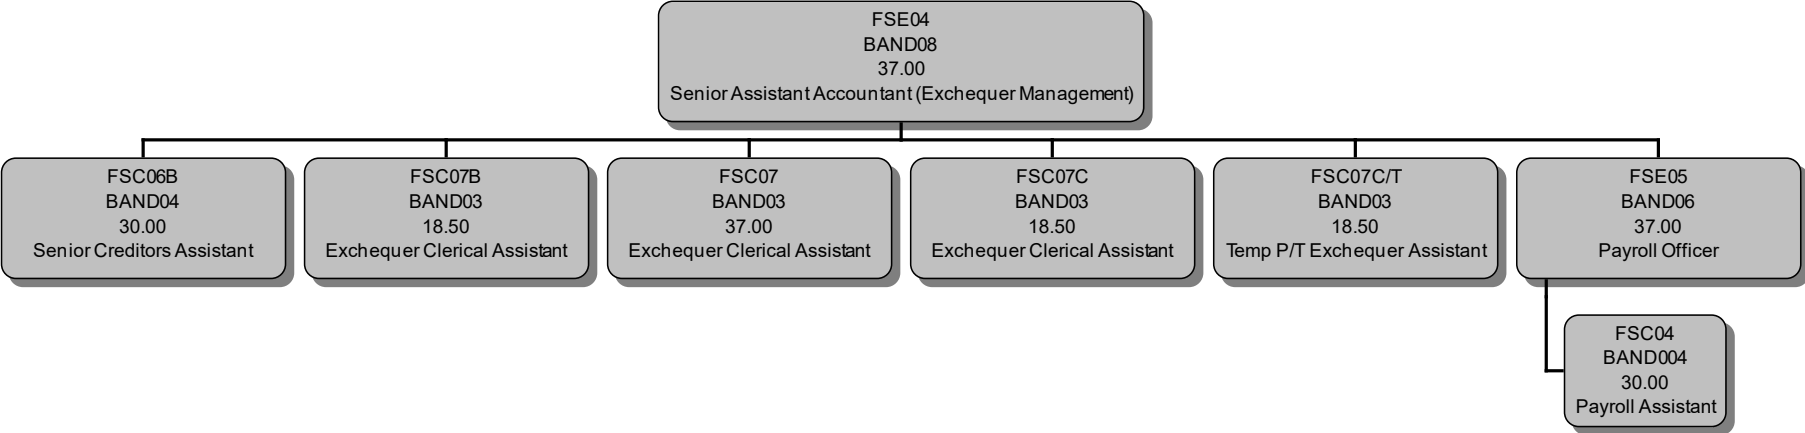 FSE04
BAND08
37.00
Senior Assistant Accountant (Exchequer Management)
FSC06B
BAND04
30.00
Senior Creditors Assistant
FSC07B
BAND03
18.50
Exchequer Clerical Assistant
FSC07
BAND03
37.00
Exchequer Clerical Assistant
FSC07C
BAND03
18.50
Exchequer Clerical Assistant
FSC07C/T
BAND03
18.50
Temp P/T Exchequer Assistant
FSE05
BAND06
37.00
Payroll Officer
FSC04
BAND004
30.00
Payroll Assistant